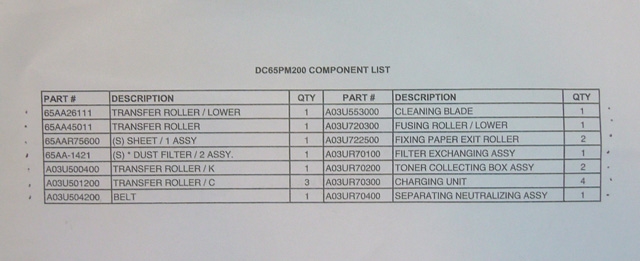 DC65PM200 COMPONENT LIST
PART # DESCRIPTION QTY PART # DESCRIPTION QTY
65AA26111 TRANSFER ROLLER / LOWER 1 A03U553000 CLEANING BLADE 1
65AA45011 TRANSFER ROLLER 1 A03U720300 FUSING ROLLER / LOWER 1
65AAR75600 (S) SHEET / 1 ASSY 1 A03U722500 FIXING PAPER EXIT ROLLER 2
65AA-1421 (S) * DUST FILTER / 2 ASSY. 1 A03UR70100 FILTER EXCHANGING ASSY 1
A03U500400 TRANSFER ROLLER / K 1 A03UR70200 TONER COLLECTING BOX ASSY 2
A03U501200 TRANSFER ROLLER / C 3 A03UR70300 CHARGING UNIT 4
A03U504200 BELT 1 A03UR70400 SEPARATING NEUTRALIZING ASSY 1